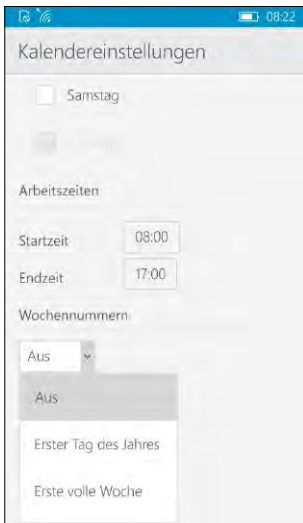 08:22
Kalendereinstellungen
Samstag
Arbeitszeiten
Startzeit 08:00
Endzeit 17:00
Wochennummern
Aus
Aus
Erster Tag des Jahres
Erste volle Woche